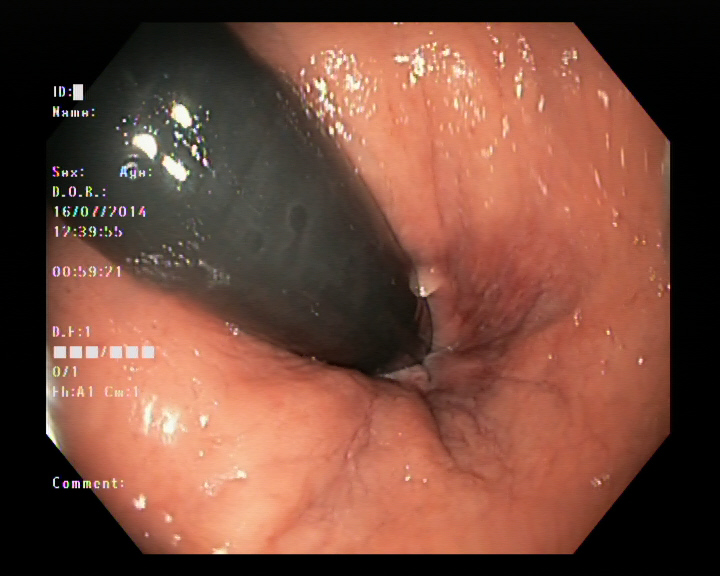 ID:
Name:
Sex: Age:
D.O.B.:
16/07/2014
12:39:55
00:59:21
D.F:1
0/1
Eh:A1 Cm:1
Comment: